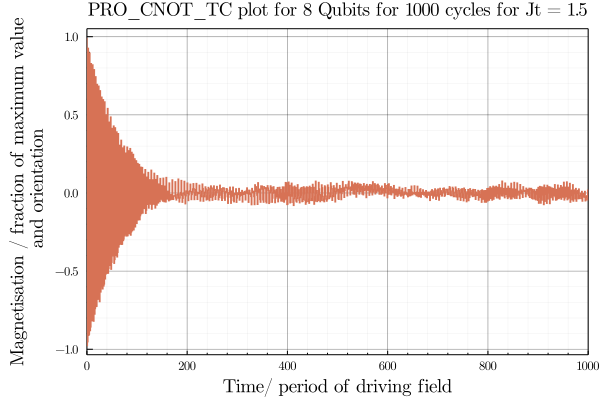 PRO_CNOT_TC plot for 8 Qubits for 1000 cycles for Jt = 1.5
Magnetisation / fraction of maximum value
and orientation
1.0
0.5
0.0
−0.5
−1.0
0 200 400 600 800 1000
Time/ period of driving field